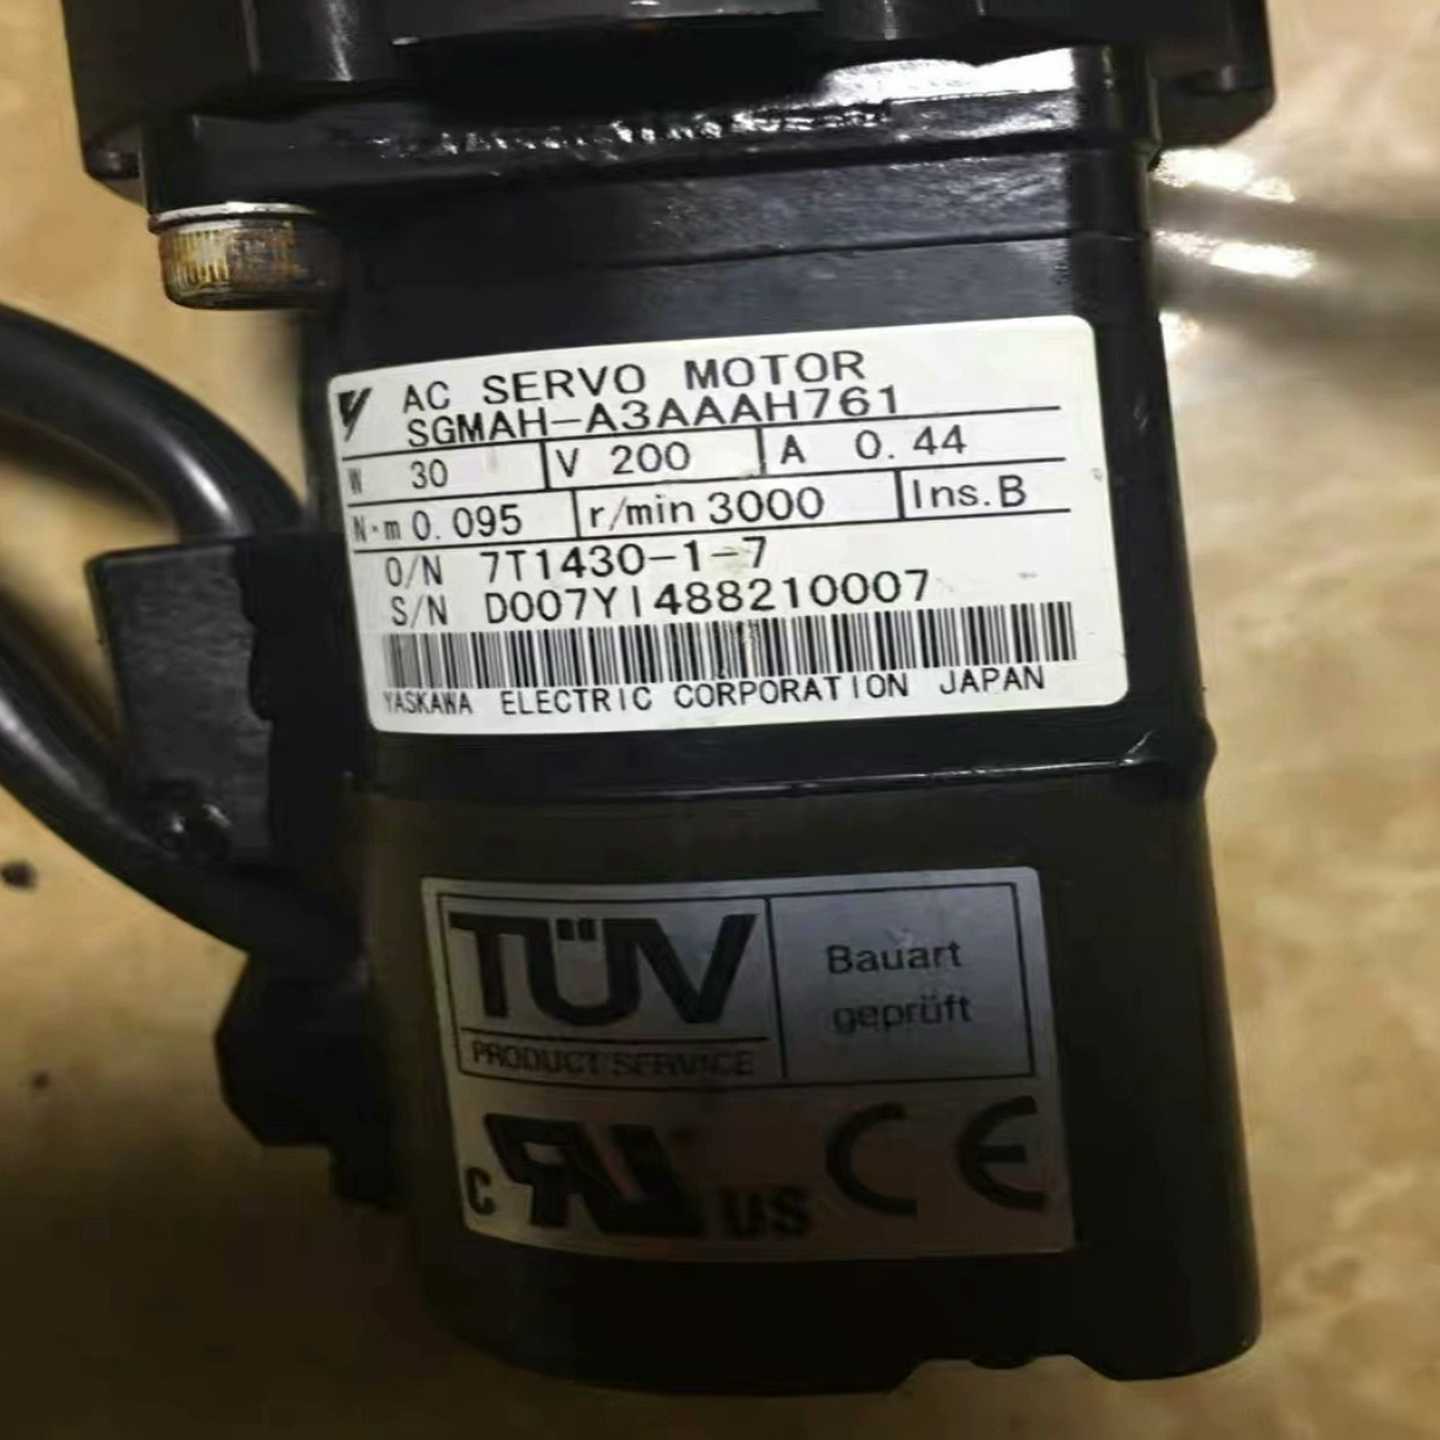 AC SERVO MOTOR
SGMAH-A3AAAH761
W 30 V 200 A 0.44
N·m 0.095 r/min 3000 Ins.B
O/N 7T1430-1-7
S/N D007YI488210007
YASKAWA ELECTRIC CORPORATION JAPAN
TÜV
PRODUCT SERVICE
Bauart
geprüft
C RU US CE